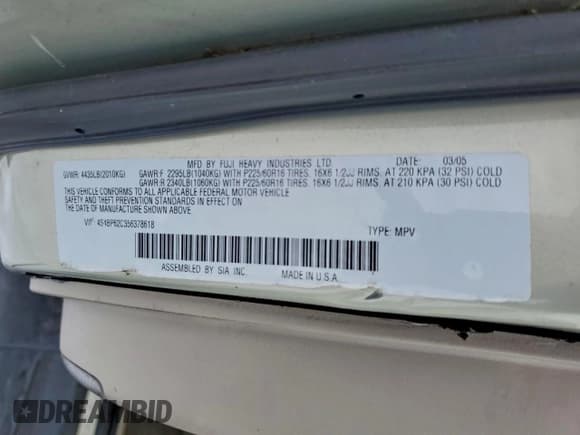 MFD BY FUJI HEAVY INDUSTRIES LTD. DATE: 03/05
GVWR: 4435LB(2010KG) GAWR:F 2295LB(1040KG) WITH P225/60R16 TIRES, 16X6 1/2JJ RIMS, AT 220 KPA (32 PSI) COLD
GAWR:R 2340LB(1060KG) WITH P225/60R16 TIRES, 16X6 1/2JJ RIMS, AT 210 KPA (30 PSI) COLD
THIS VEHICLE CONFORMS TO ALL APPLICABLE FEDERAL MOTOR VEHICLE
SAFETY AND THEFT PREVENTION STANDARDS IN EFFECT ON
THE DATE OF MANUFACTURE SHOWN ABOVE.
VIN: 4S4BP62C356378618 TYPE: MPV
ASSEMBLED BY SIA INC. MADE IN U.S.A.
DREAMBID